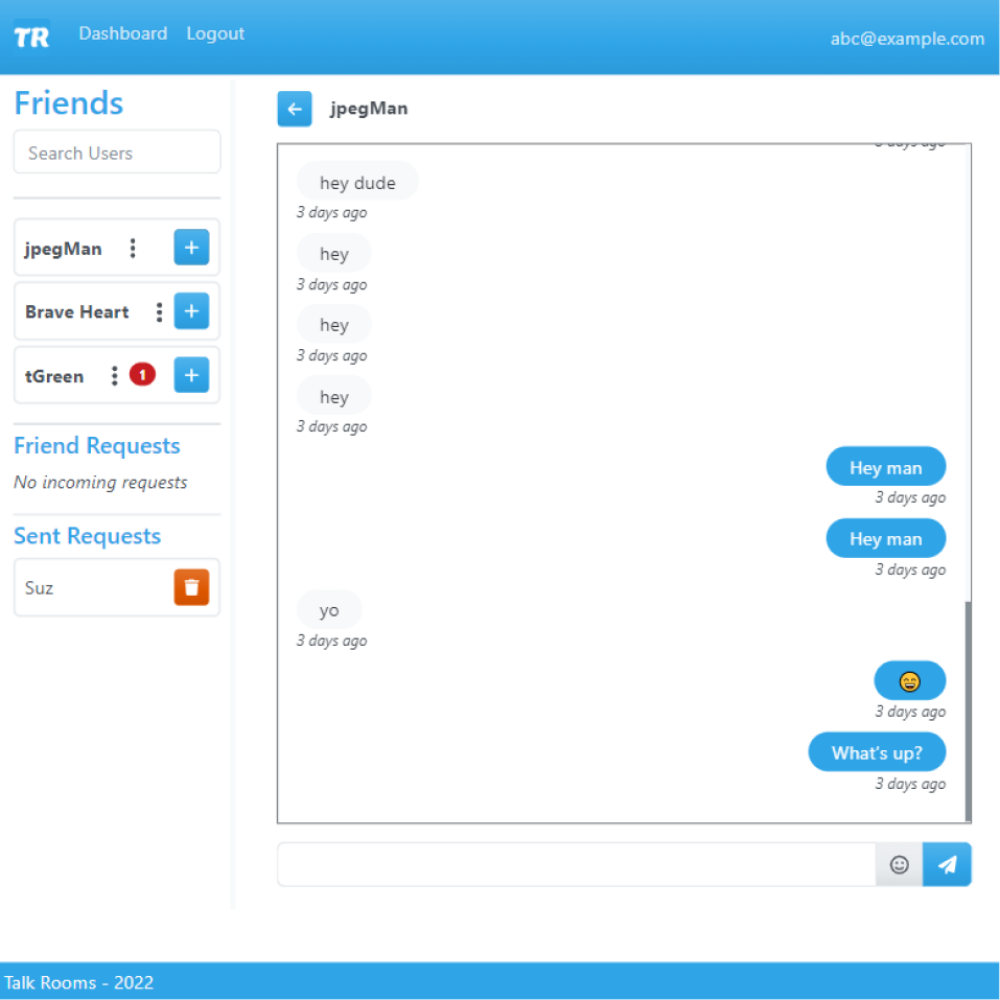 TR Dashboard Logout abc@example.com
Friends
Search Users
jpegMan
Brave Heart
tGreen 1
Friend Requests
No incoming requests
Sent Requests
Suz
jpegMan
hey dude
3 days ago
hey
3 days ago
hey
3 days ago
hey
3 days ago
Hey man
3 days ago
Hey man
3 days ago
yo
3 days ago
😄
3 days ago
What's up?
3 days ago
Talk Rooms - 2022